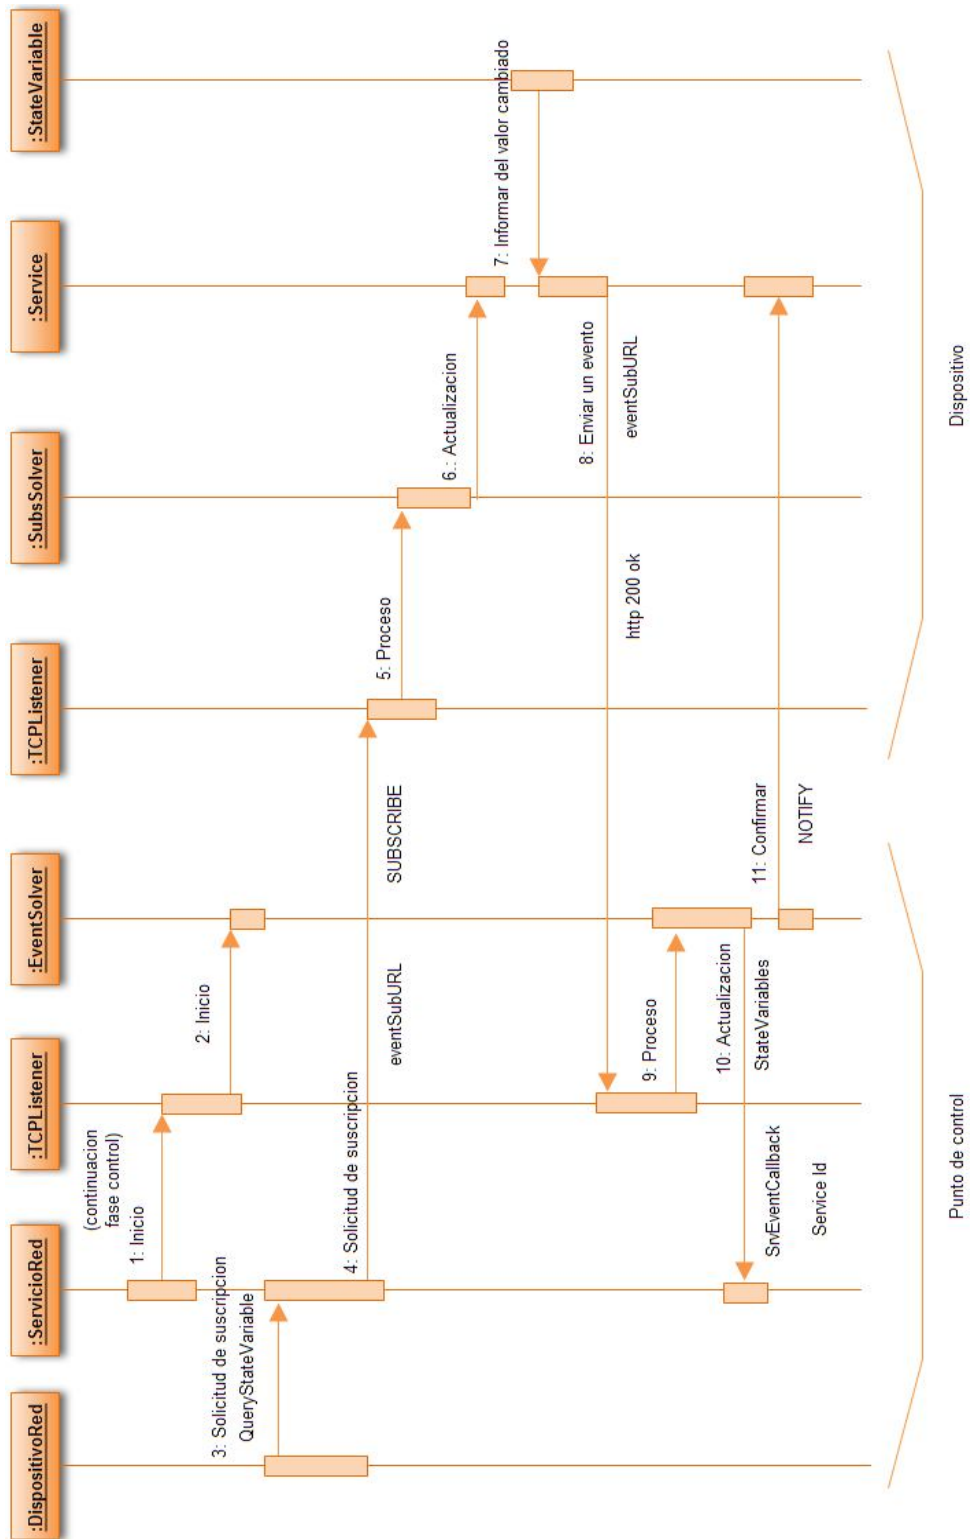 :DispositivoRed
:ServicioRed
:TCPListener
:EventSolver
:TCPListener
:SubsSolver
:Service
:StateVariable
(continuacion
fase control)
1: Inicio
2: Inicio
3: Solicitud de suscripcion
QueryStateVariable
4: Solicitud de suscripcion
eventSubURL
SUBSCRIBE
5: Proceso
6.: Actualizacion
7: Informar del valor cambiado
8: Enviar un evento
eventSubURL
http 200 ok
9: Proceso
10: Actualizacion
StateVariables
SrvEventCallback
Service Id
11: Confirmar
NOTIFY
Punto de control
Dispositivo